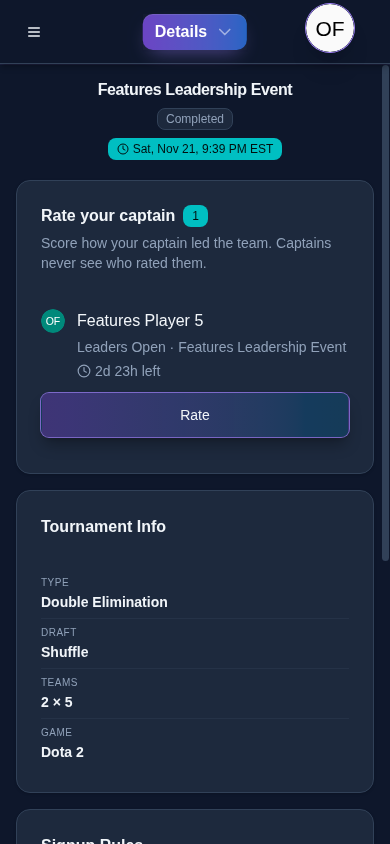 Details
OF
Features Leadership Event
Completed
Sat, Nov 21, 9:39 PM EST
Rate your captain 1
Score how your captain led the team. Captains
never see who rated them.
OF Features Player 5
Leaders Open · Features Leadership Event
2d 23h left
Rate
Tournament Info
TYPE
Double Elimination
DRAFT
Shuffle
TEAMS
2 × 5
GAME
Dota 2
Signup Rules